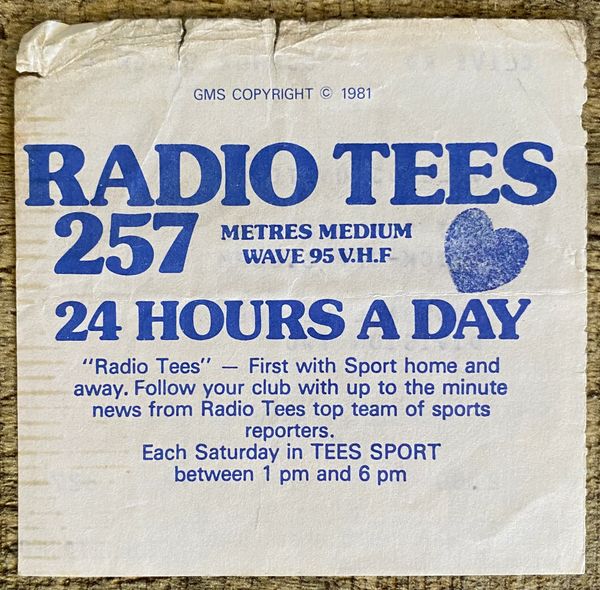 GMS COPYRIGHT © 1981
RADIO TEES
257 METRES MEDIUM
WAVE 95 V.H.F
24 HOURS A DAY
"Radio Tees" — First with Sport home and
away. Follow your club with up to the minute
news from Radio Tees top team of sports
reporters.
Each Saturday in TEES SPORT
between 1 pm and 6 pm